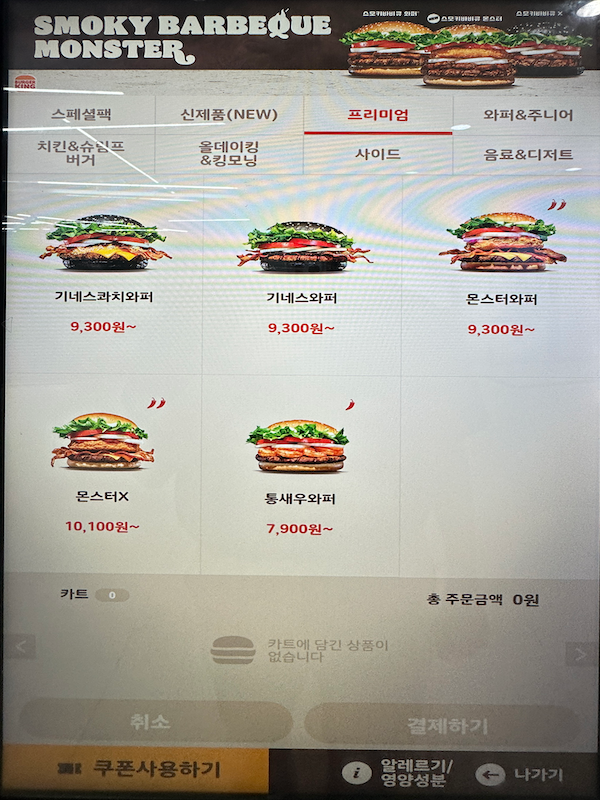 SMOKY BARBEQUE
MONSTER
스모키바비큐 와퍼
스모키바비큐 몬스터
스모키바비큐 X
BURGER
KING
스페셜팩
신제품(NEW)
프리미엄
와퍼&주니어
치킨&슈림프
버거
올데이킹
&킹모닝
사이드
음료&디저트
기네스콰치와퍼
9,300원~
기네스와퍼
9,300원~
몬스터와퍼
9,300원~
몬스터X
10,100원~
통새우와퍼
7,900원~
카트 0
총 주문금액 0원
카트에 담긴 상품이
없습니다
취소
결제하기
쿠폰사용하기
알레르기/
영양성분
나가기